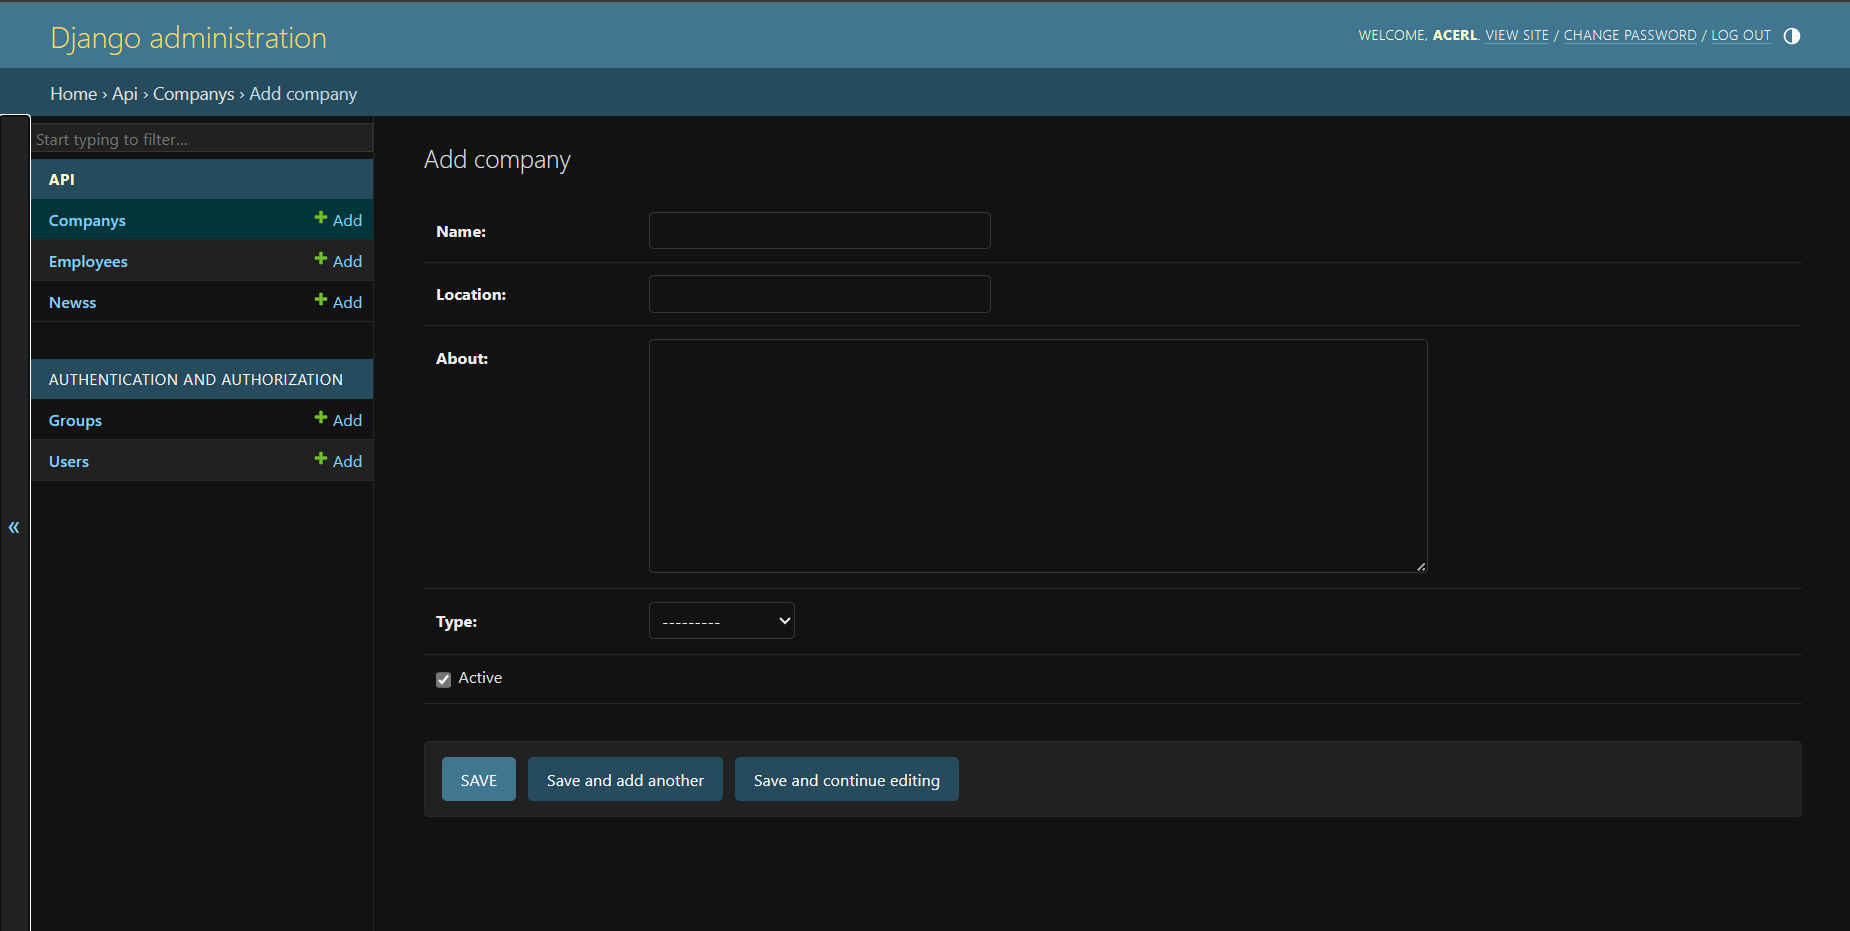 Django administration
WELCOME, ACERL. VIEW SITE / CHANGE PASSWORD / LOG OUT
Home › Api › Companys › Add company
Start typing to filter...
API
Companys Add
Employees Add
Newss Add
AUTHENTICATION AND AUTHORIZATION
Groups Add
Users Add
«
Add company
Name:
Location:
About:
Type: ---------
Active
SAVE Save and add another Save and continue editing